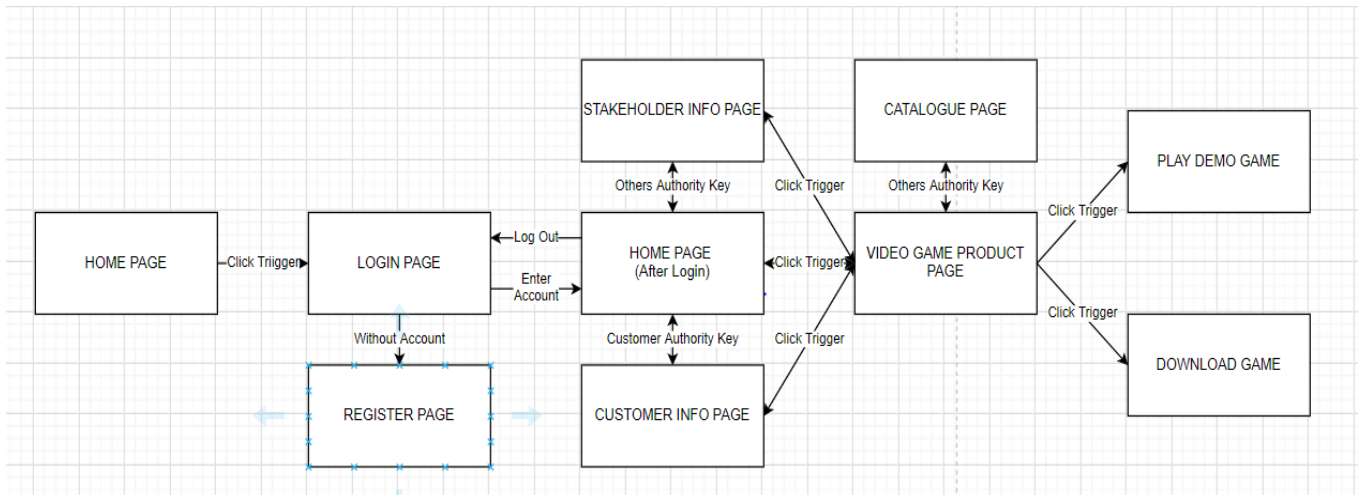 STAKEHOLDER INFO PAGE
CATALOGUE PAGE
PLAY DEMO GAME
Others Authority Key
Click Trigger
Others Authority Key
Click Trigger
HOME PAGE
Click Triigger
LOGIN PAGE
Log Out
Enter
Account
HOME PAGE
(After Login)
Click Trigger
VIDEO GAME PRODUCT
PAGE
Click Trigger
Without Account
Customer Authority Key
Click Trigger
DOWNLOAD GAME
REGISTER PAGE
CUSTOMER INFO PAGE